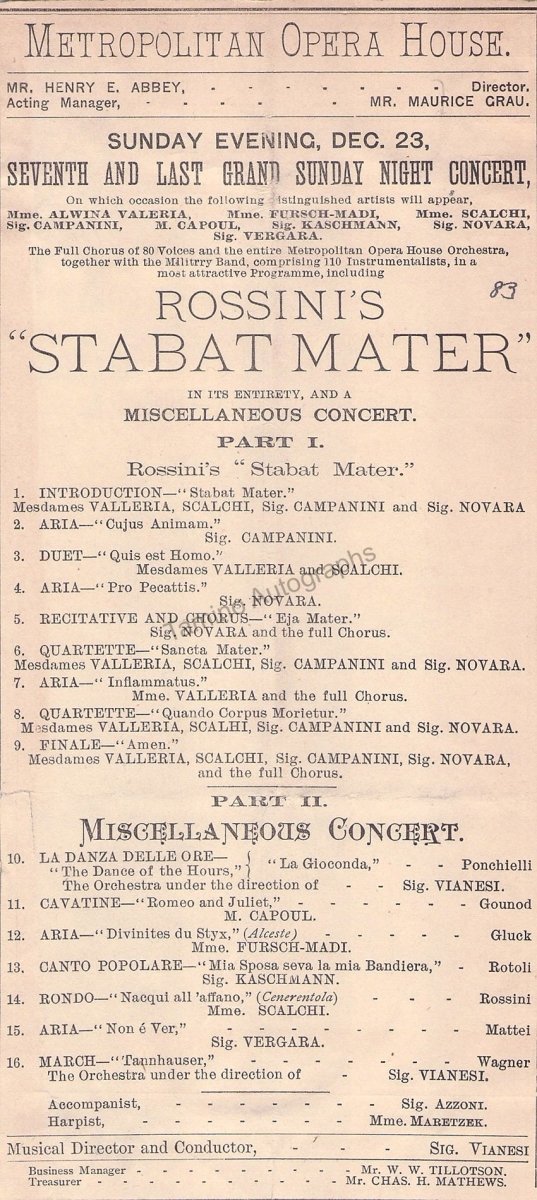 METROPOLITAN OPERA HOUSE.
MR. HENRY E. ABBEY, - - - - - - - Director.
Acting Manager, - - - - - MR. MAURICE GRAU.
SUNDAY EVENING, DEC. 23,
SEVENTH AND LAST GRAND SUNDAY NIGHT CONCERT,
On which occasion the following distinguished artists will appear,
Mme. ALWINA VALERIA, Mme. FURSCH-MADI, Mme. SCALCHI,
Sig. CAMPANINI, M. CAPOUL, Sig. KASCHMANN, Sig. NOVARA,
Sig. VERGARA.
The Full Chorus of 80 Voices and the entire Metropolitan Opera House Orchestra,
together with the Militrry Band, comprising 110 Instrumentalists, in a
most attractive Programme, including
83
ROSSINI'S
"STABAT MATER"
IN ITS ENTIRETY, AND A
MISCELLANEOUS CONCERT.
PART I.
Rossini's "Stabat Mater."
1. INTRODUCTION—"Stabat Mater."
Mesdames VALLERIA, SCALCHI, Sig. CAMPANINI and Sig. NOVARA
2. ARIA—"Cujus Animam."
Sig. CAMPANINI.
3. DUET—"Quis est Homo."
Mesdames VALLERIA and SCALCHI.
4. ARIA—"Pro Pecattis."
Sig. NOVARA.
5. RECITATIVE AND CHORUS—"Eja Mater."
Sig. NOVARA and the full Chorus.
6. QUARTETTE—"Sancta Mater."
Mesdames VALLERIA, SCALCHI, Sig. CAMPANINI and Sig. NOVARA.
7. ARIA—"Inflammatus."
Mme. VALLERIA and the full Chorus.
8. QUARTETTE—"Quando Corpus Morietur."
Mesdames VALLERIA, SCALHI, Sig. CAMPANINI and Sig. NOVARA.
9. FINALE—"Amen."
Mesdames VALLERIA, SCALCHI, Sig. CAMPANINI, Sig. NOVARA,
and the full Chorus.
Tamino Autographs
PART II.
MISCELLANEOUS CONCERT.
10. LA DANZA DELLE ORE—
"The Dance of the Hours," } "La Gioconda," - - Ponchielli
The Orchestra under the direction of - - Sig. VIANESI.
11. CAVATINE—"Romeo and Juliet," - - - - - - Gounod
M. CAPOUL.
12. ARIA—"Divinites du Styx," (Alceste) - - - - - Gluck
Mme. FURSCH-MADI.
13. CANTO POPOLARE—"Mia Sposa seva la mia Bandiera," - Rotoli
Sig. KASCHMANN.
14. RONDO—"Nacqui all 'affano," (Cenerentola) - - - Rossini
Mme. SCALCHI.
15. ARIA—"Non é Ver," - - - - - - - - Mattei
Sig. VERGARA.
16. MARCH—"Tannhauser," - - - - - - - Wagner
The Orchestra under the direction of - Sig. VIANESI.
Accompanist, - - - - - - Sig. AZZONI.
Harpist, - - - - - - Mme. MARETZEK.
Musical Director and Conductor, - - - SIG. VIANESI
Business Manager - - - - - - - - Mr. W. W. TILLOTSON.
Treasurer - - - - - - - - - Mr. CHAS. H. MATHEWS.